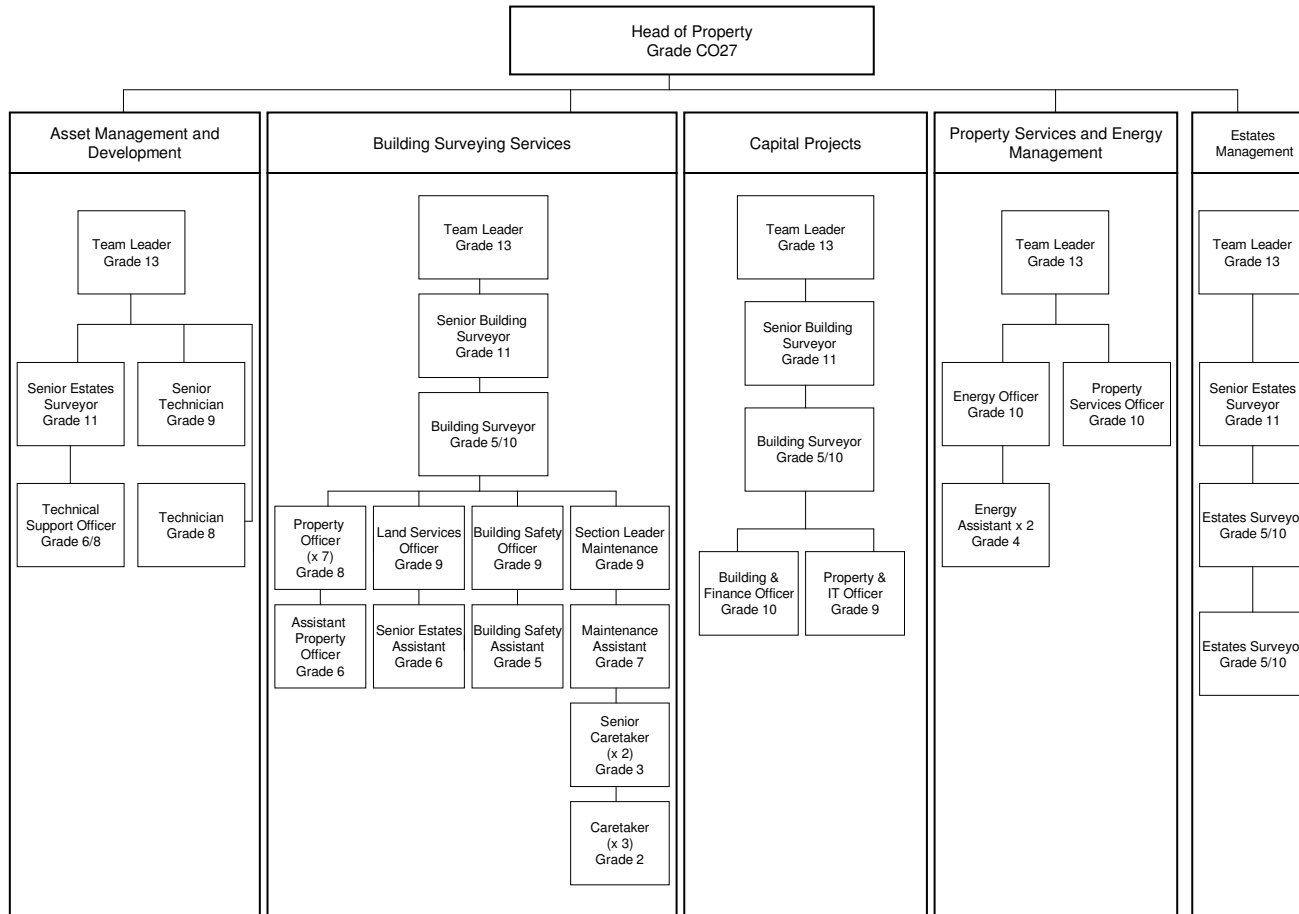 Head of Property
Grade CO27
Asset Management and
Development
Team Leader
Grade 13
Senior Estates
Surveyor
Grade 11
Senior
Technician
Grade 9
Technical
Support Officer
Grade 6/8
Technician
Grade 8
Building Surveying Services
Team Leader
Grade 13
Senior Building
Surveyor
Grade 11
Building Surveyor
Grade 5/10
Property
Officer
(x 7)
Grade 8
Land Services
Officer
Grade 9
Building Safety
Officer
Grade 9
Section Leader
Maintenance
Grade 9
Assistant
Property
Officer
Grade 6
Senior Estates
Assistant
Grade 6
Building Safety
Assistant
Grade 5
Maintenance
Assistant
Grade 7
Senior
Caretaker
(x 2)
Grade 3
Caretaker
(x 3)
Grade 2
Capital Projects
Team Leader
Grade 13
Senior Building
Surveyor
Grade 11
Building Surveyor
Grade 5/10
Building &
Finance Officer
Grade 10
Property &
IT Officer
Grade 9
Property Services and Energy
Management
Team Leader
Grade 13
Energy Officer
Grade 10
Property
Services Officer
Grade 10
Energy
Assistant x 2
Grade 4
Estates
Management
Team Leader
Grade 13
Senior Estates
Surveyor
Grade 11
Estates Surveyor
Grade 5/10
Estates Surveyor
Grade 5/10